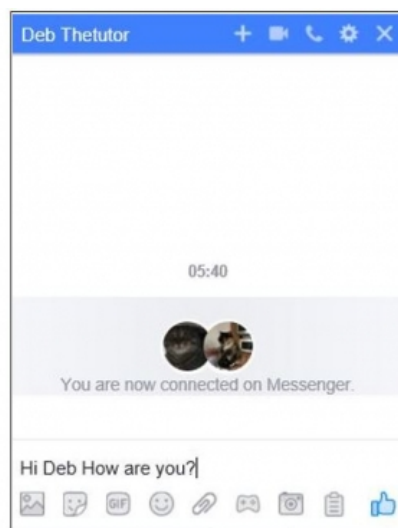 Deb Thetutor
05:40
You are now connected on Messenger.
Hi Deb How are you?
GIF